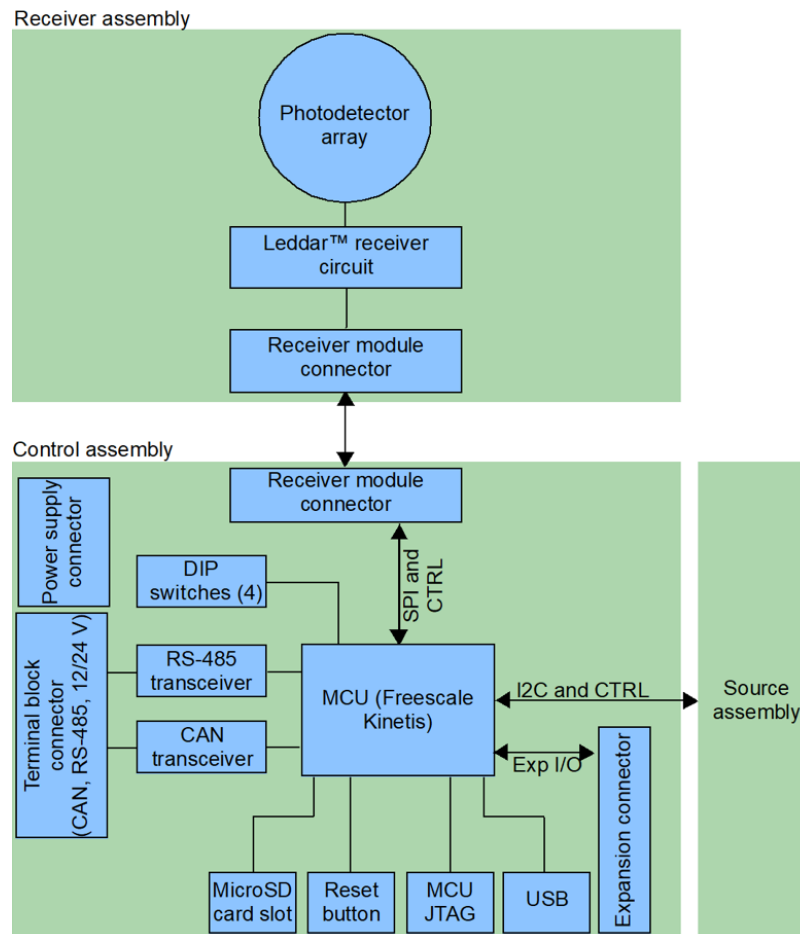 Receiver assembly
Photodetector
array
Leddar™ receiver
circuit
Receiver module
connector
Control assembly
Receiver module
connector
Power supply
connector
DIP
switches (4)
SPI and
CTRL
Terminal block
connector
(CAN, RS-485, 12/24 V)
RS-485
transceiver
MCU (Freescale
Kinetis)
I2C and CTRL
Source
assembly
CAN
transceiver
Exp I/O
Expansion connector
MicroSD
card slot
Reset
button
MCU
JTAG
USB